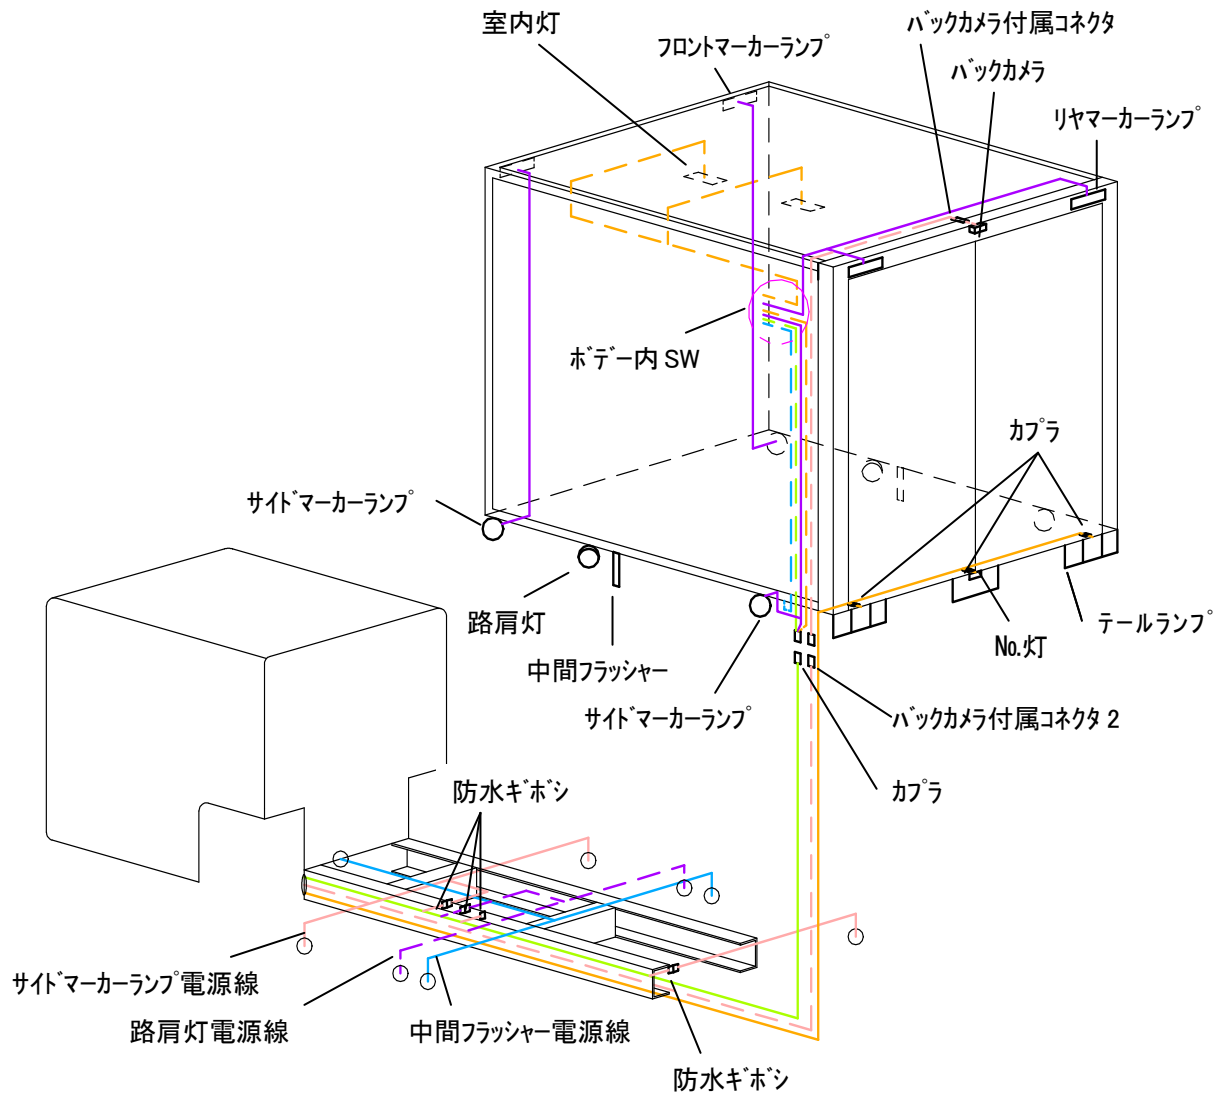 室内灯
バックカメラ付属コネクタ
フロントマーカーランプ
バックカメラ
リヤマーカーランプ
ボデー内 SW
カプラ
サイドマーカーランプ
路肩灯
テールランプ
No.灯
中間フラッシャー
サイドマーカーランプ
バックカメラ付属コネクタ 2
防水ギボシ
カプラ
サイドマーカーランプ電源線
路肩灯電源線
中間フラッシャー電源線
防水ギボシ